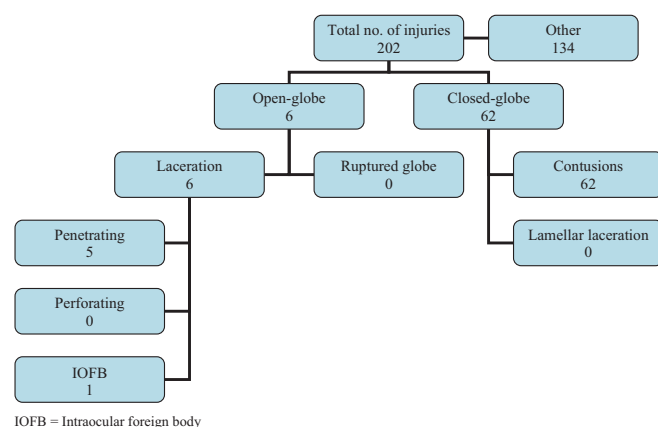 Total no. of injuries
202
Other
134
Open-globe
6
Closed-globe
62
Laceration
6
Ruptured globe
0
Contusions
62
Penetrating
5
Lamellar laceration
0
Perforating
0
IOFB
1
IOFB = Intraocular foreign body